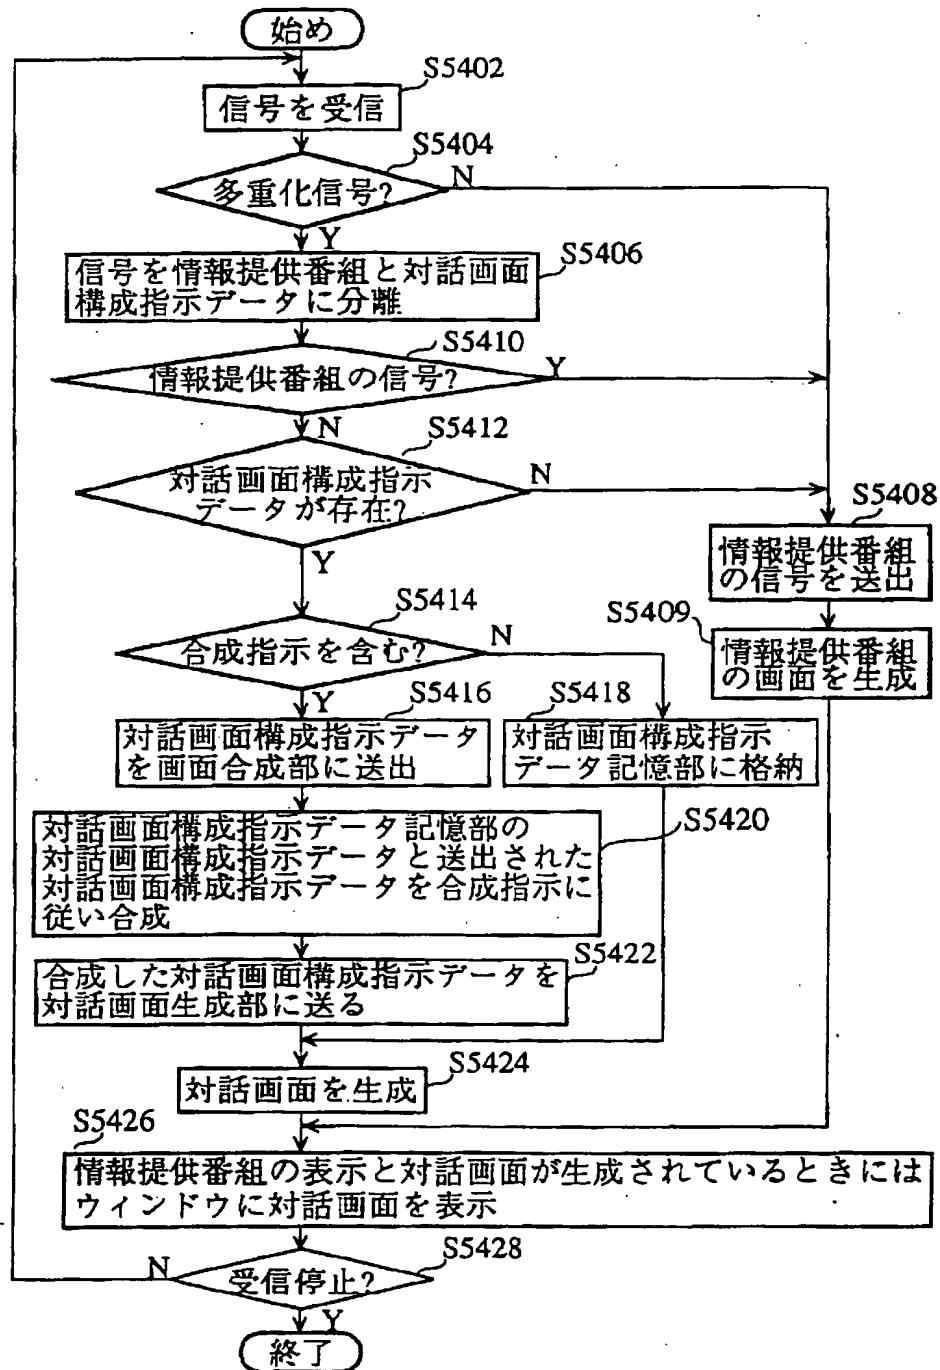 始め
S5402
信号を受信
S5404
多重化信号?
N
Y
S5406
信号を情報提供番組と対話画面
構成指示データに分離
S5410
情報提供番組の信号?
Y
N
S5412
対話画面構成指示
データが存在?
N
Y
S5408
情報提供番組
の信号を送出
S5409
情報提供番組
の画面を生成
S5414
合成指示を含む?
N
Y
S5416
対話画面構成指示データ
を画面合成部に送出
S5418
対話画面構成指示
データ記憶部に格納
S5420
対話画面構成指示データ記憶部の
対話画面構成指示データと送出された
対話画面構成指示データを合成指示に
従い合成
S5422
合成した対話画面構成指示データを
対話画面生成部に送る
S5424
対話画面を生成
S5426
情報提供番組の表示と対話画面が生成されているときには
ウィンドウに対話画面を表示
S5428
受信停止?
N
Y
終了